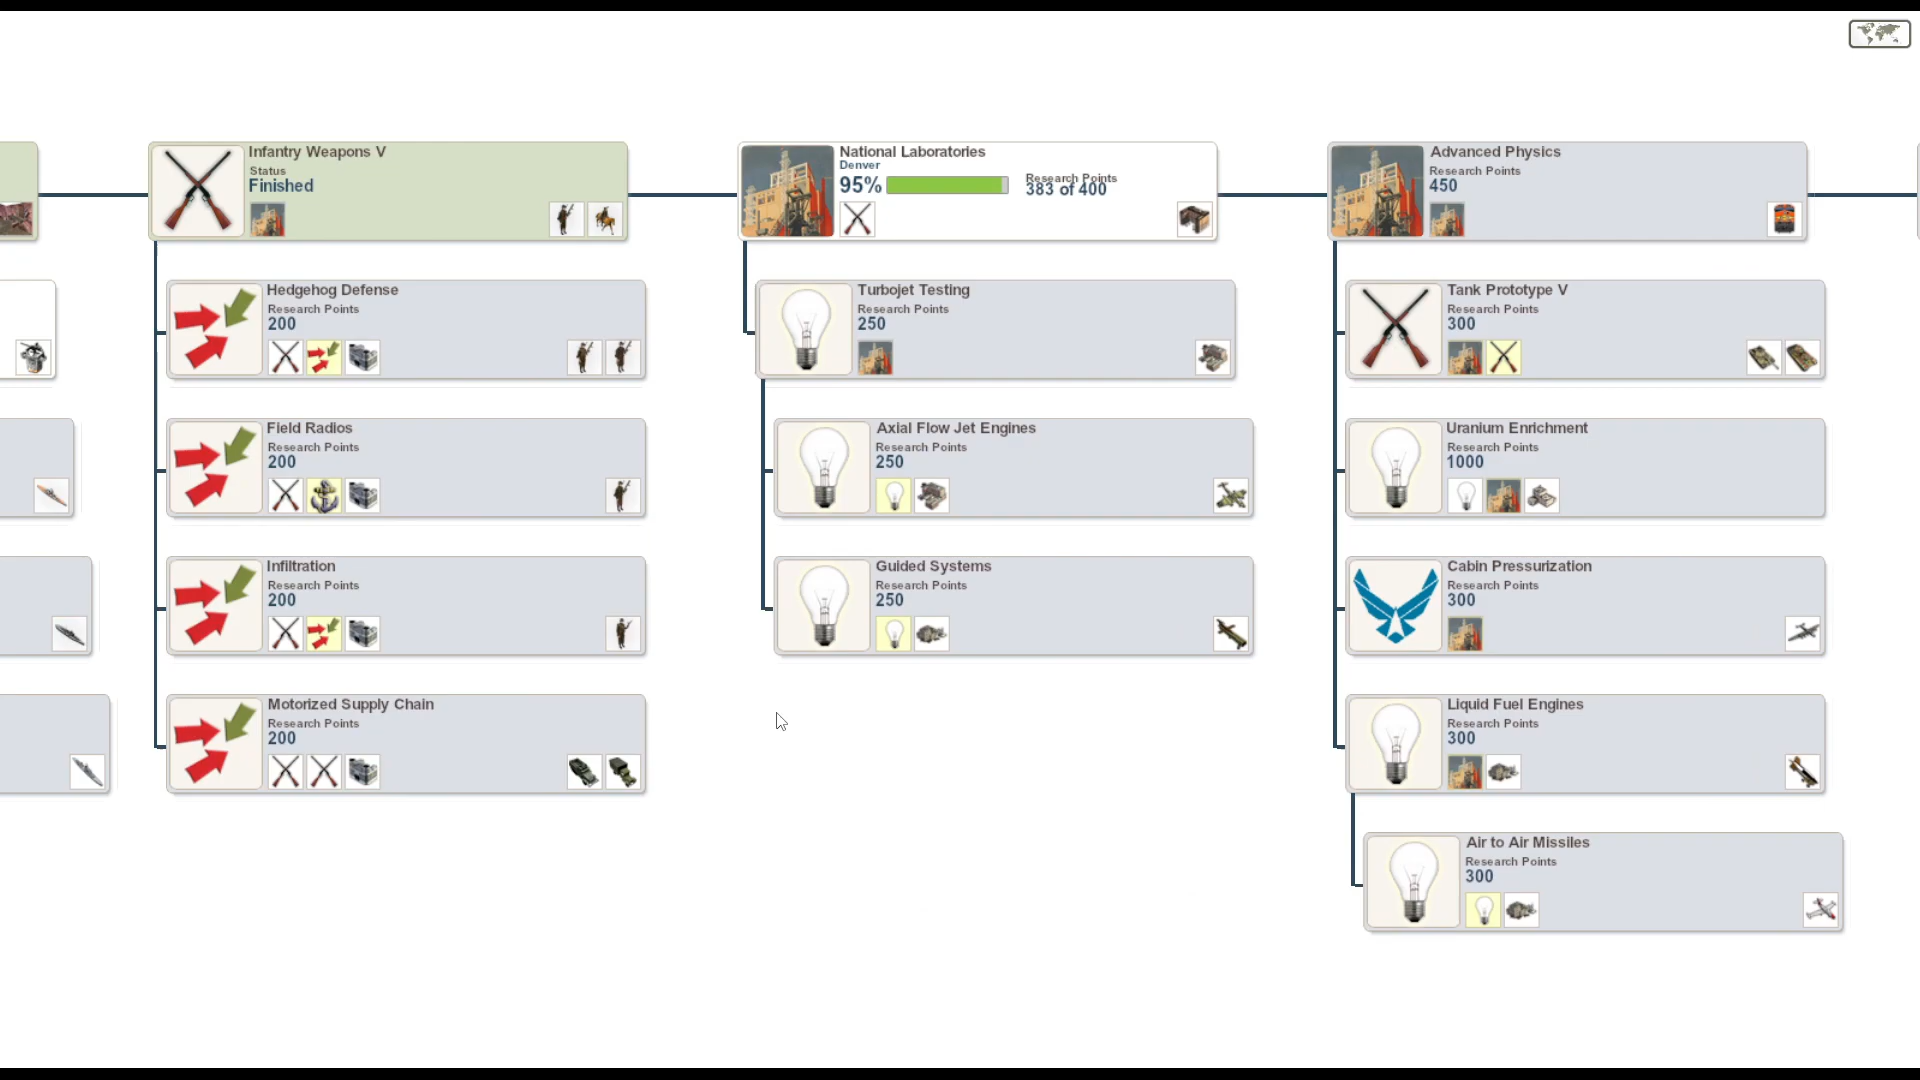 Infantry Weapons V
Status
Finished
Hedgehog Defense
Research Points
200
Field Radios
Research Points
200
Infiltration
Research Points
200
Motorized Supply Chain
Research Points
200
National Laboratories
Denver
95%
Research Points
383 of 400
Turbojet Testing
Research Points
250
Axial Flow Jet Engines
Research Points
250
Guided Systems
Research Points
250
Advanced Physics
Research Points
450
Tank Prototype V
Research Points
300
Uranium Enrichment
Research Points
1000
Cabin Pressurization
Research Points
300
Liquid Fuel Engines
Research Points
300
Air to Air Missiles
Research Points
300